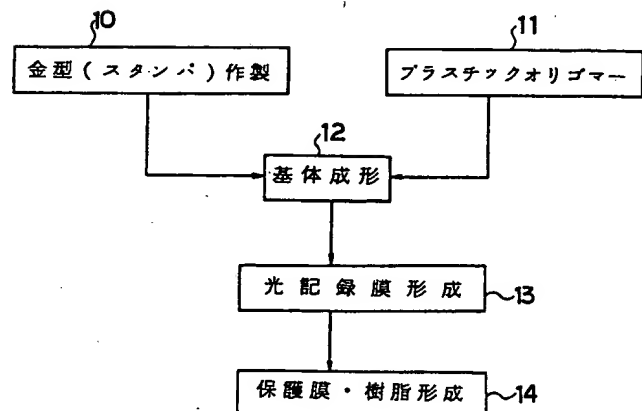 10
金型(スタンパ)作製
11
プラスチックオリゴマー
12
基体成形
光記録膜形成
13
保護膜・樹脂形成
14